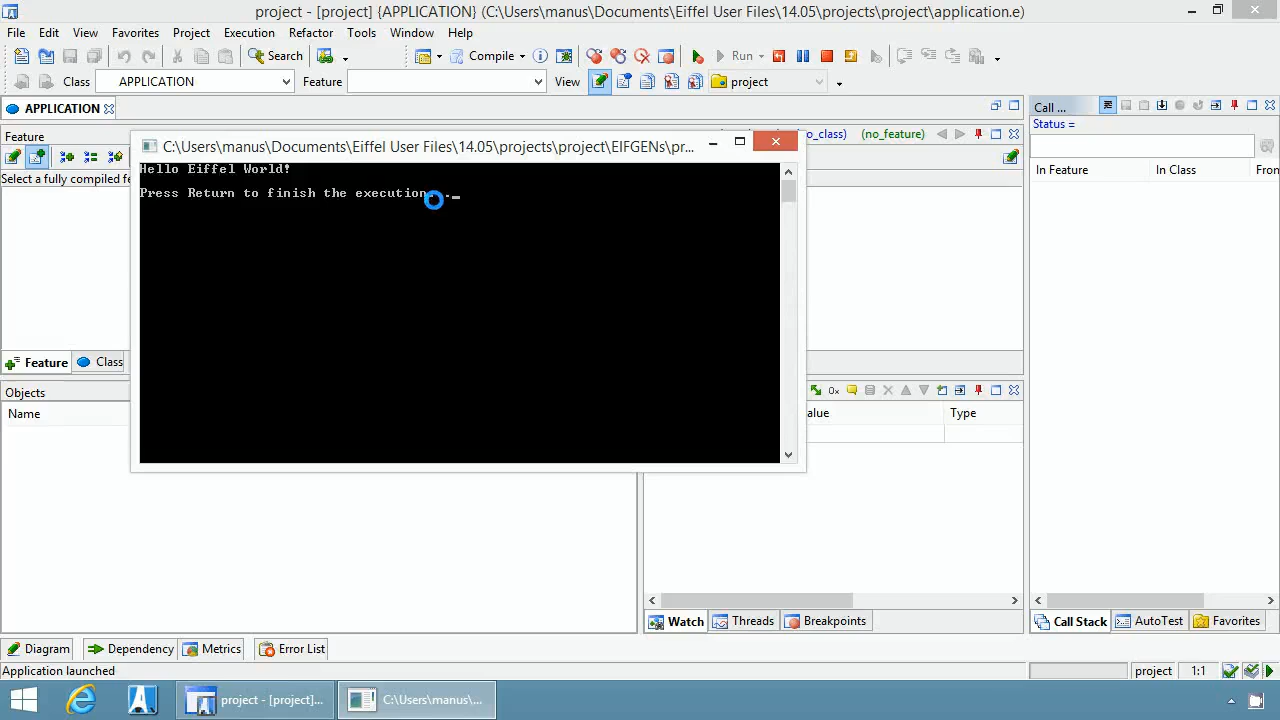 project - [project] {APPLICATION} (C:\Users\manus\Documents\Eiffel User Files\14.05\projects\project\application.e)
File Edit View Favorites Project Execution Refactor Tools Window Help
Search Compile Run
Class APPLICATION Feature View project
APPLICATION Call ...
Feature o_class) (no_feature) Status =
C:\Users\manus\Documents\Eiffel User Files\14.05\projects\project\EIFGENs\pr...
Select a fully compiled fe
Hello Eiffel World!
Press Return to finish the execution
In Feature In Class Fron
Feature Class
Objects
Name alue Type
Watch Threads Breakpoints Call Stack AutoTest Favorites
Diagram Dependency Metrics Error List
Application launched project 1:1
project - [project]... C:\Users\manus\...